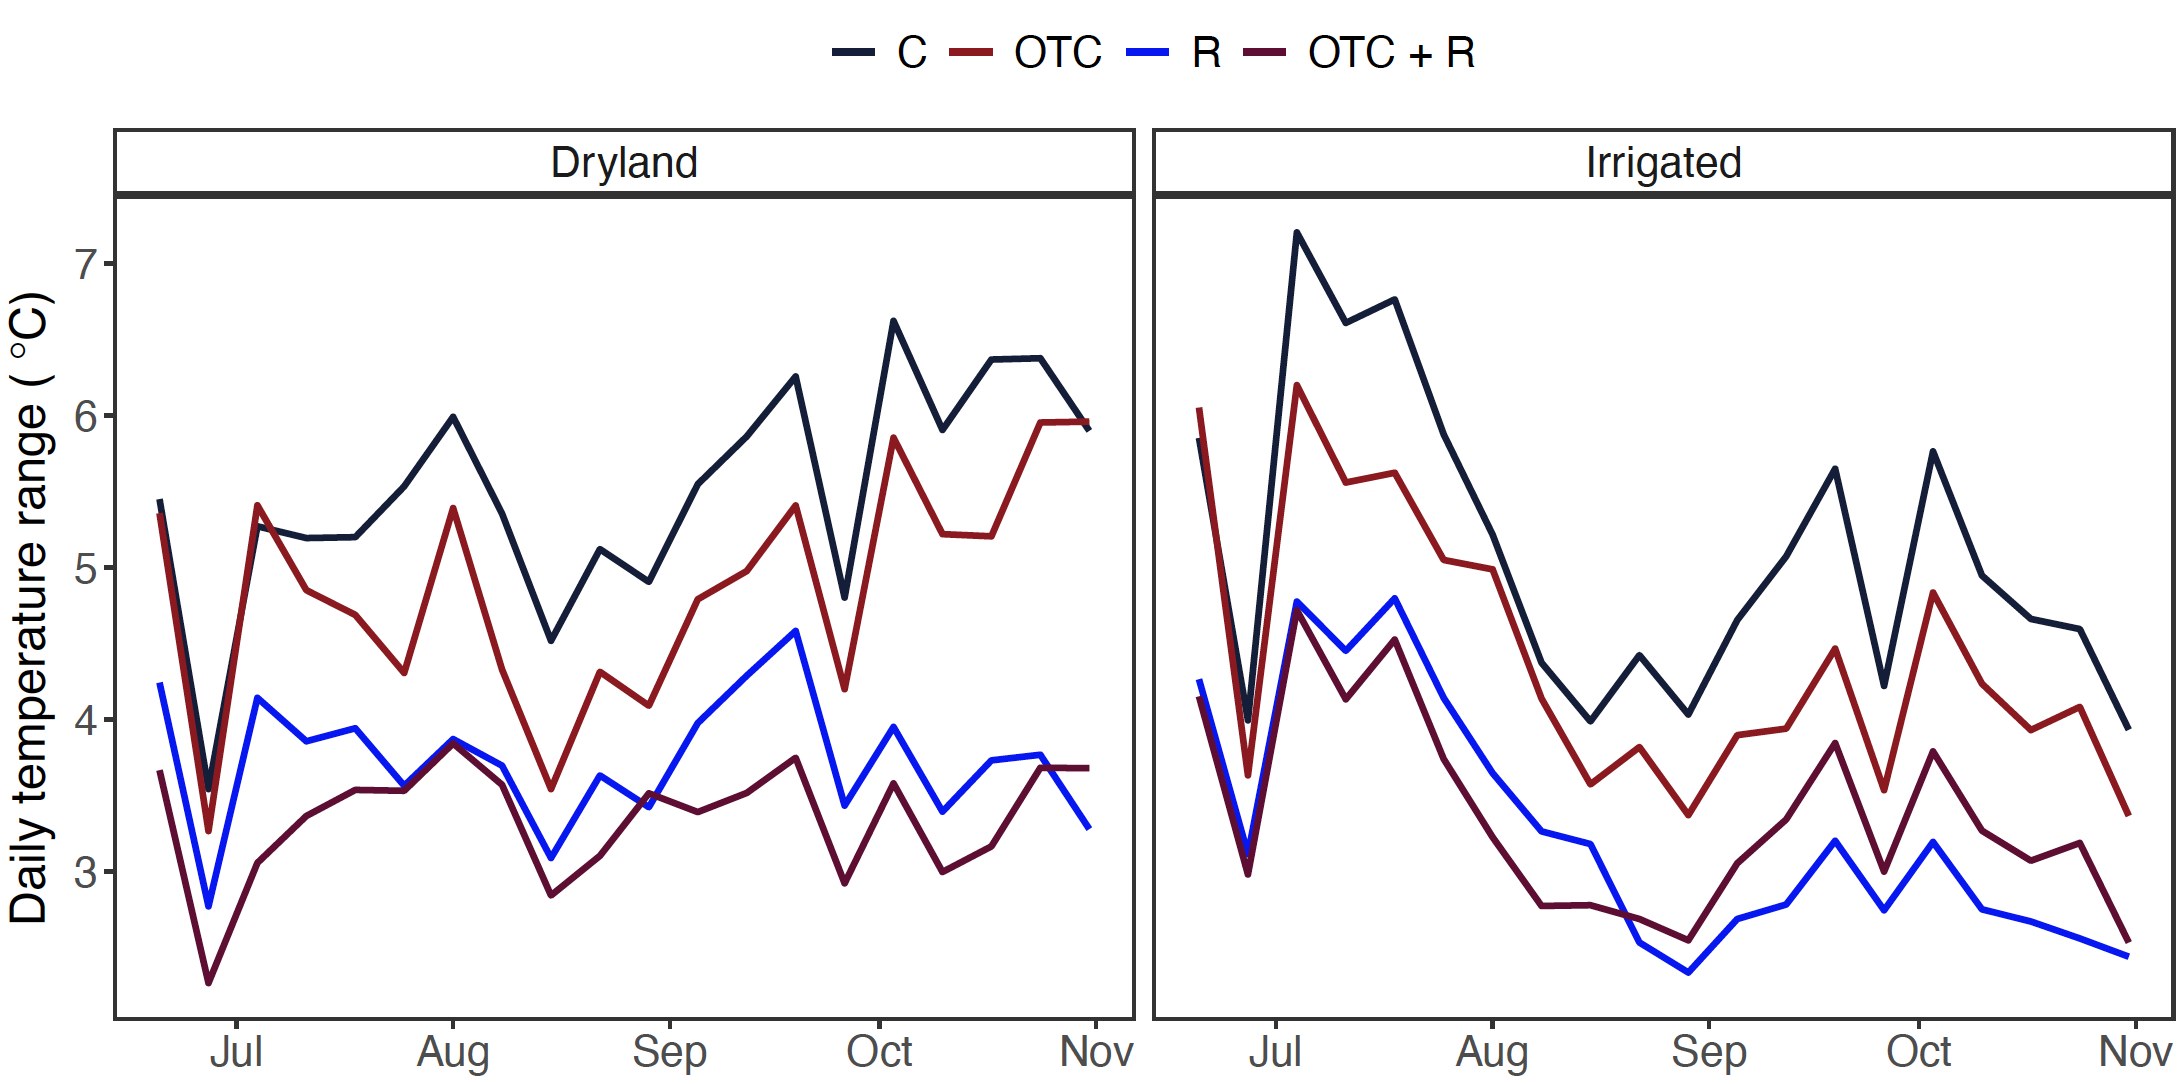 C OTC R OTC + R
Dryland Irrigated
Daily temperature range ( °C)
7
6
5
4
3
Jul Aug Sep Oct Nov Jul Aug Sep Oct Nov